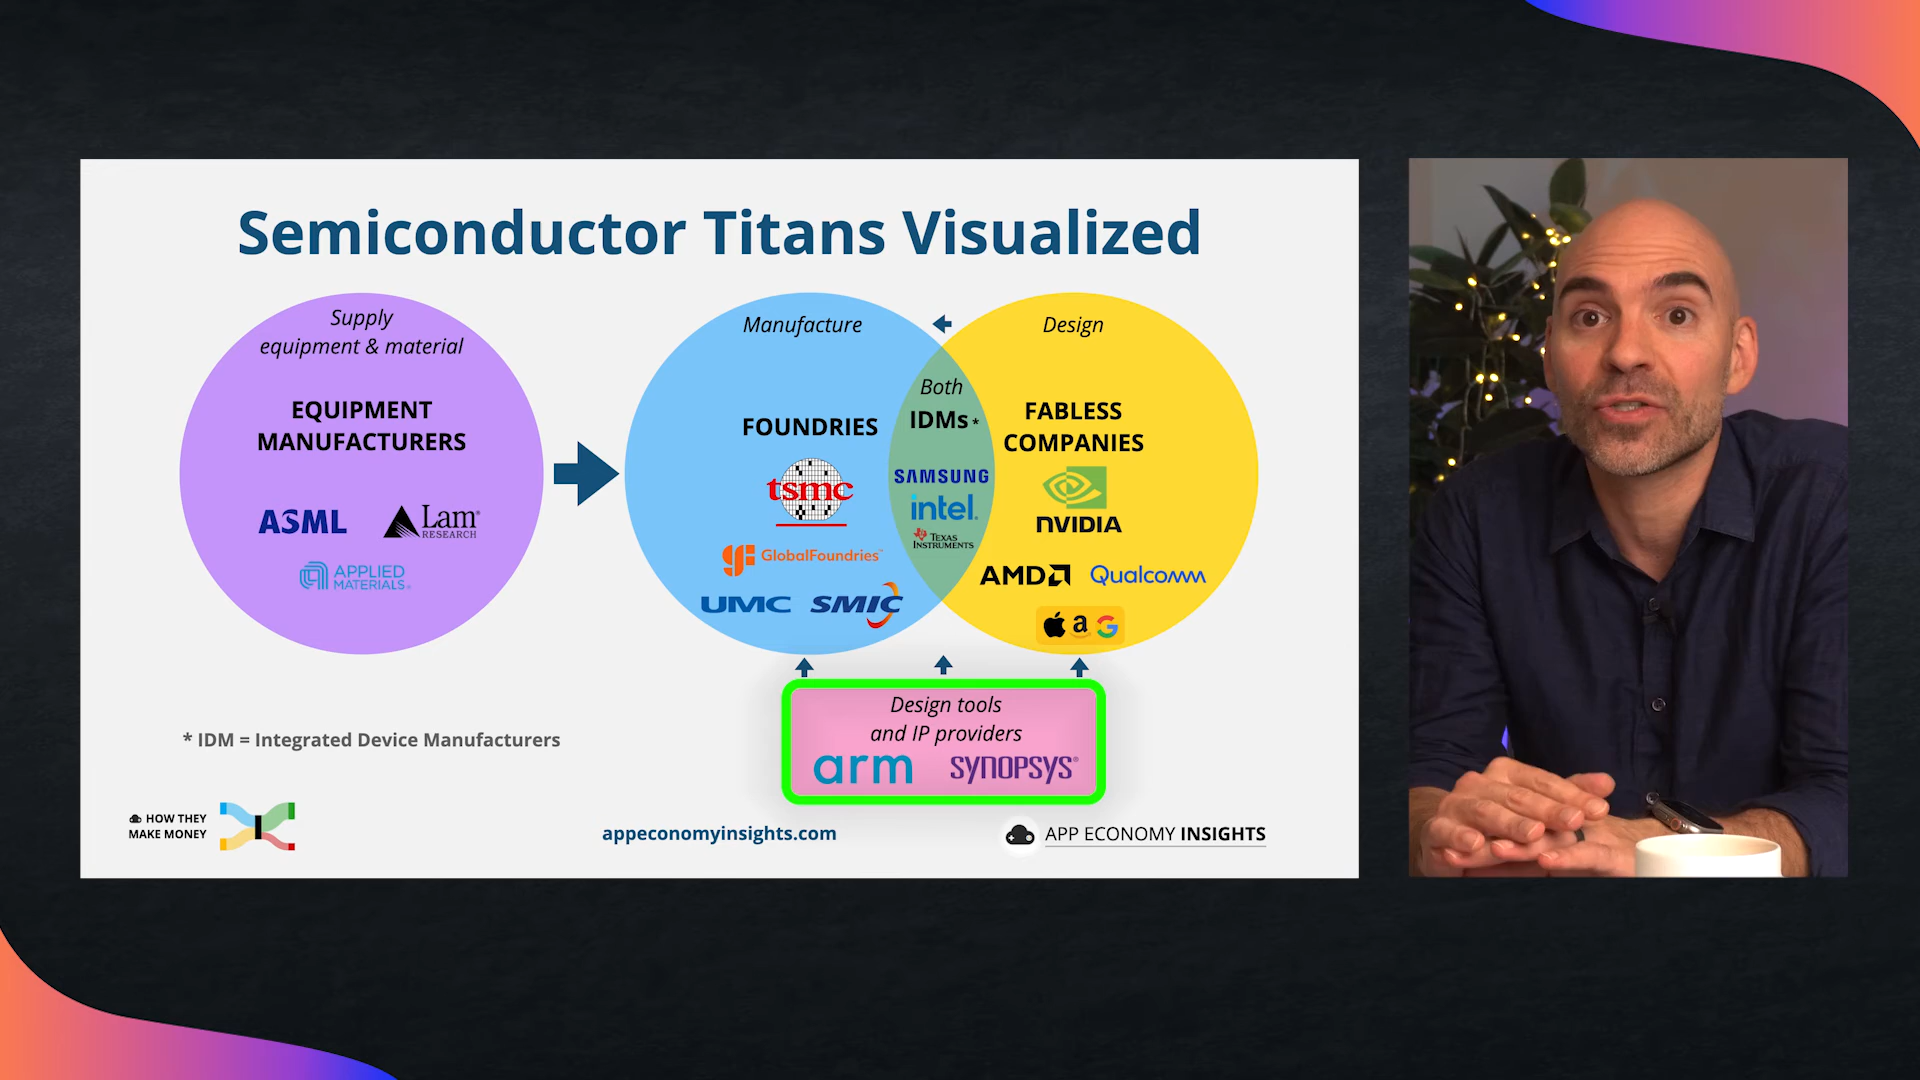 Semiconductor Titans Visualized
Supply
equipment & material
EQUIPMENT
MANUFACTURERS
ASML
Lam
RESEARCH
APPLIED
MATERIALS
Manufacture
FOUNDRIES
tsmc
GlobalFoundries
UMC
SMIC
Both
IDMs*
SAMSUNG
intel.
TEXAS
INSTRUMENTS
Design
FABLESS
COMPANIES
NVIDIA
AMD
Qualcomm
a
G
Design tools
and IP providers
arm
SYNOPSYS
* IDM = Integrated Device Manufacturers
HOW THEY
MAKE MONEY
appeconomyinsights.com
APP ECONOMY INSIGHTS